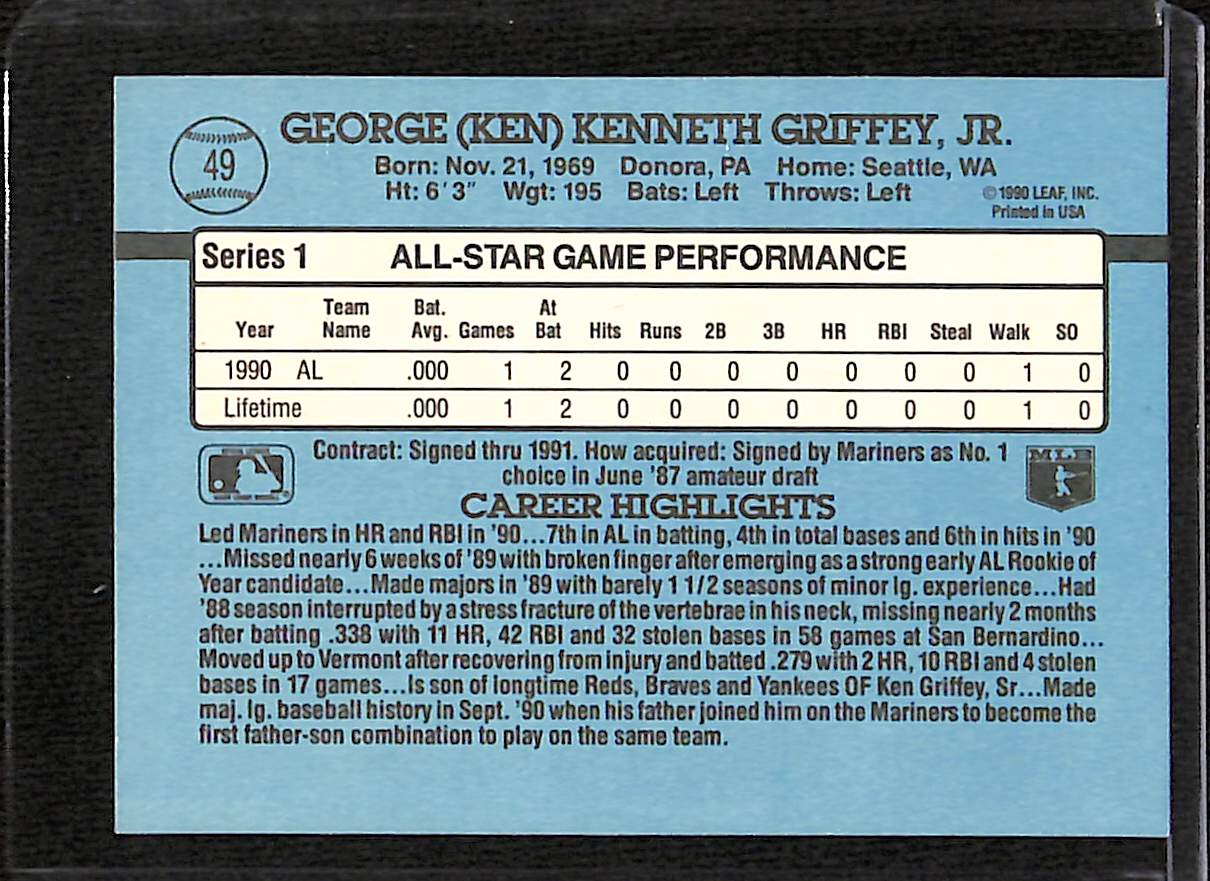 49
GEORGE (KEN) KENNETH GRIFFEY, JR.
Born: Nov. 21, 1969 Donora, PA Home: Seattle, WA
Ht: 6'3" Wgt: 195 Bats: Left Throws: Left
©1990 LEAF, INC.
Printed in USA
Series 1 ALL-STAR GAME PERFORMANCE
Year Team Name Bat. Avg. Games At Bat Hits Runs 2B 3B HR RBI Steal Walk SO
1990 AL .000 1 2 0 0 0 0 0 0 0 1 0
Lifetime .000 1 2 0 0 0 0 0 0 0 1 0
Contract: Signed thru 1991. How acquired: Signed by Mariners as No. 1
choice in June '87 amateur draft
MLB
CAREER HIGHLIGHTS
Led Mariners in HR and RBI in '90...7th in AL in batting, 4th in total bases and 6th in hits in '90
...Missed nearly 6 weeks of '89 with broken finger after emerging as a strong early AL Rookie of
Year candidate...Made majors in '89 with barely 1 1/2 seasons of minor lg. experience...Had
'88 season interrupted by a stress fracture of the vertebrae in his neck, missing nearly 2 months
after batting .338 with 11 HR, 42 RBI and 32 stolen bases in 58 games at San Bernardino...
Moved up to Vermont after recovering from injury and batted .279 with 2 HR, 10 RBI and 4 stolen
bases in 17 games...Is son of longtime Reds, Braves and Yankees OF Ken Griffey, Sr...Made
maj. lg. baseball history in Sept. '90 when his father joined him on the Mariners to become the
first father-son combination to play on the same team.